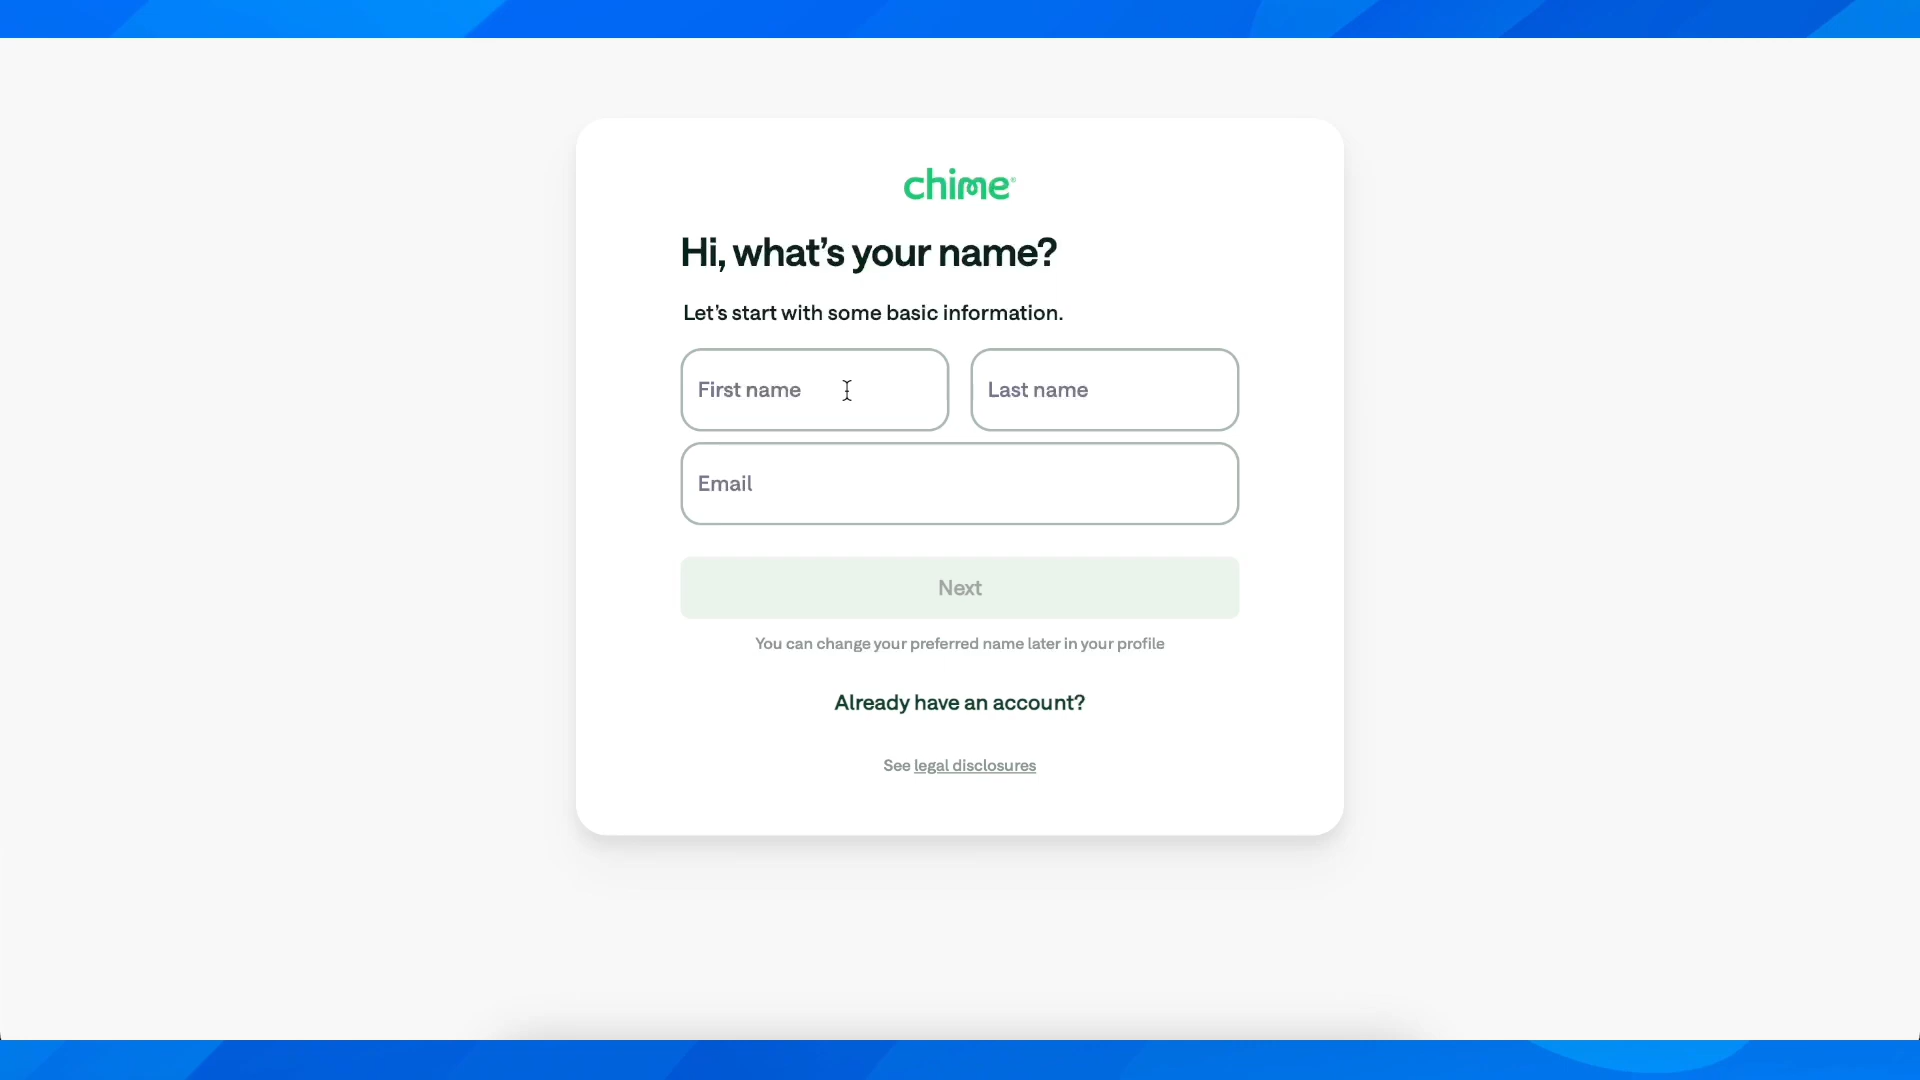 chime®
Hi, what’s your name?
Let’s start with some basic information.
First name
Last name
Email
Next
You can change your preferred name later in your profile
Already have an account?
See legal disclosures